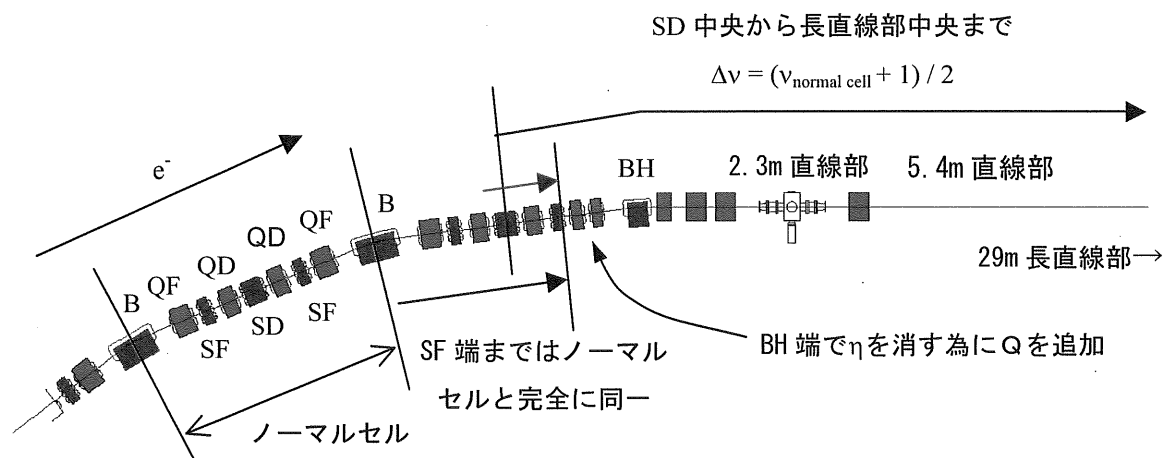 SD 中央から長直線部中央まで
Δν = (νnormal cell + 1) / 2
e-
2.3m 直線部
5.4m 直線部
BH
B
QF
QD
QD
QF
B
SF
SD
SF
29m 長直線部→
SF 端まではノーマル
セルと完全に同一
BH 端でηを消す為にQを追加
ノーマルセル